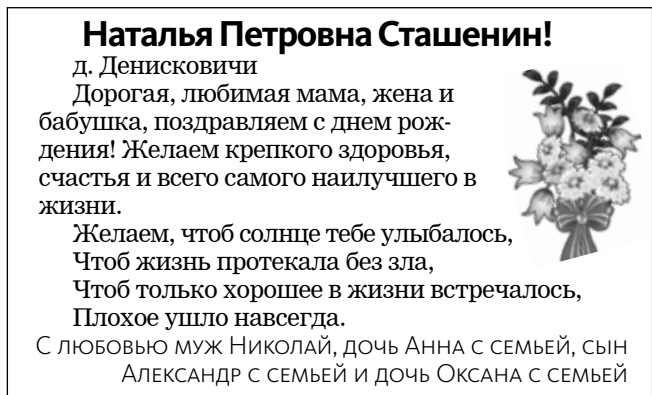 Наталья Петровна Сташенин!
д. Денисковичи
Дорогая, любимая мама, жена и
бабушка, поздравляем с днем рож-
дения! Желаем крепкого здоровья,
счастья и всего самого наилучшего в
жизни.
Желаем, чтоб солнце тебе улыбалось,
Чтоб жизнь протекала без зла,
Чтоб только хорошее в жизни встречалось,
Плохое ушло навсегда.
С любовью муж Николай, дочь Анна с семьей, сын
Александр с семьей и дочь Оксана с семьей